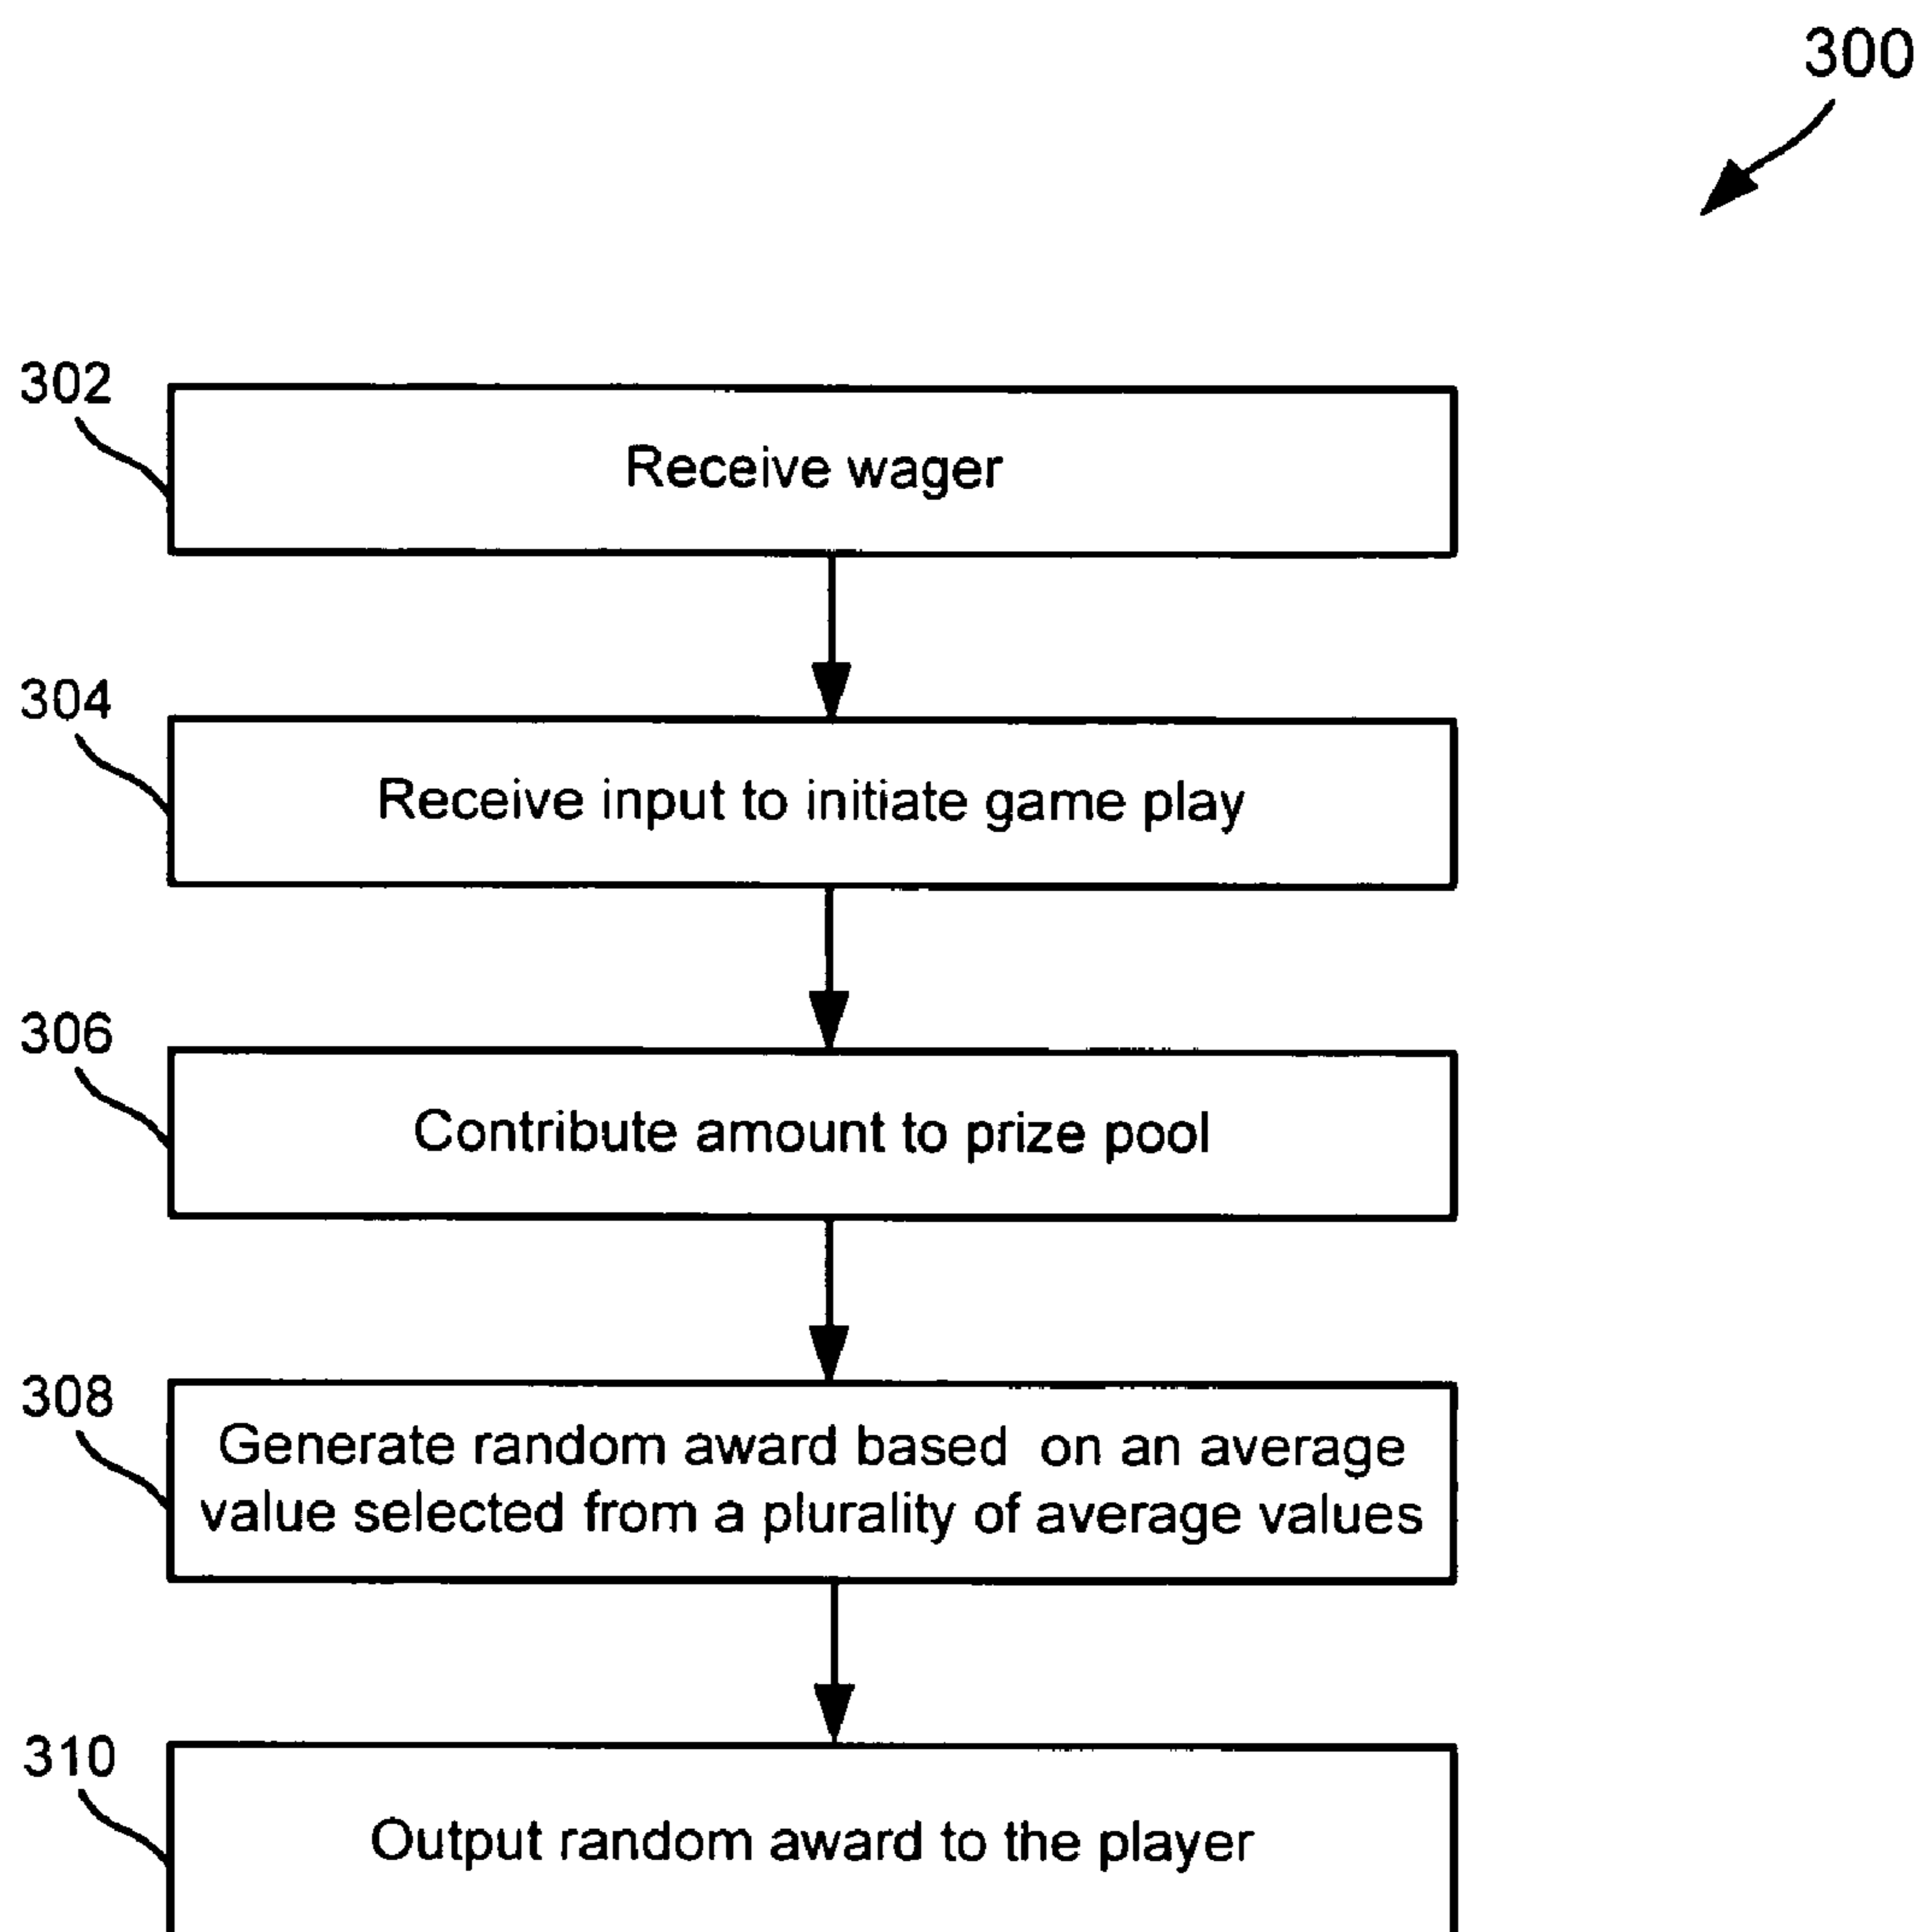 300
302
Receive wager
304
Receive input to initiate game play
306
Contribute amount to prize pool
308
Generate random award based on an average
value selected from a plurality of average values
310
Output random award to the player